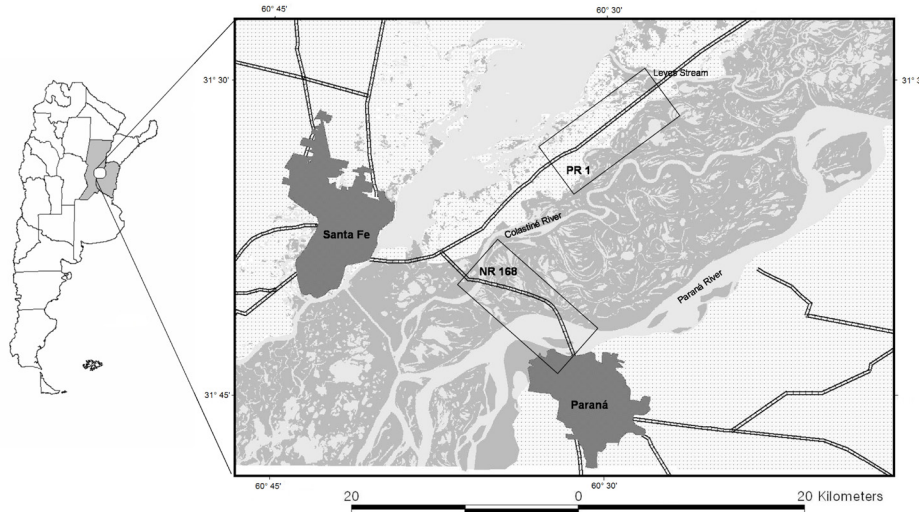 60° 45'
60° 30'
31° 30'
31° 3
Leyes Stream
PR 1
Santa Fe
Colastiné River
NR 168
Paraná River
31° 45'
Paraná
60° 45'
60° 30'
20
0
20 Kilometers